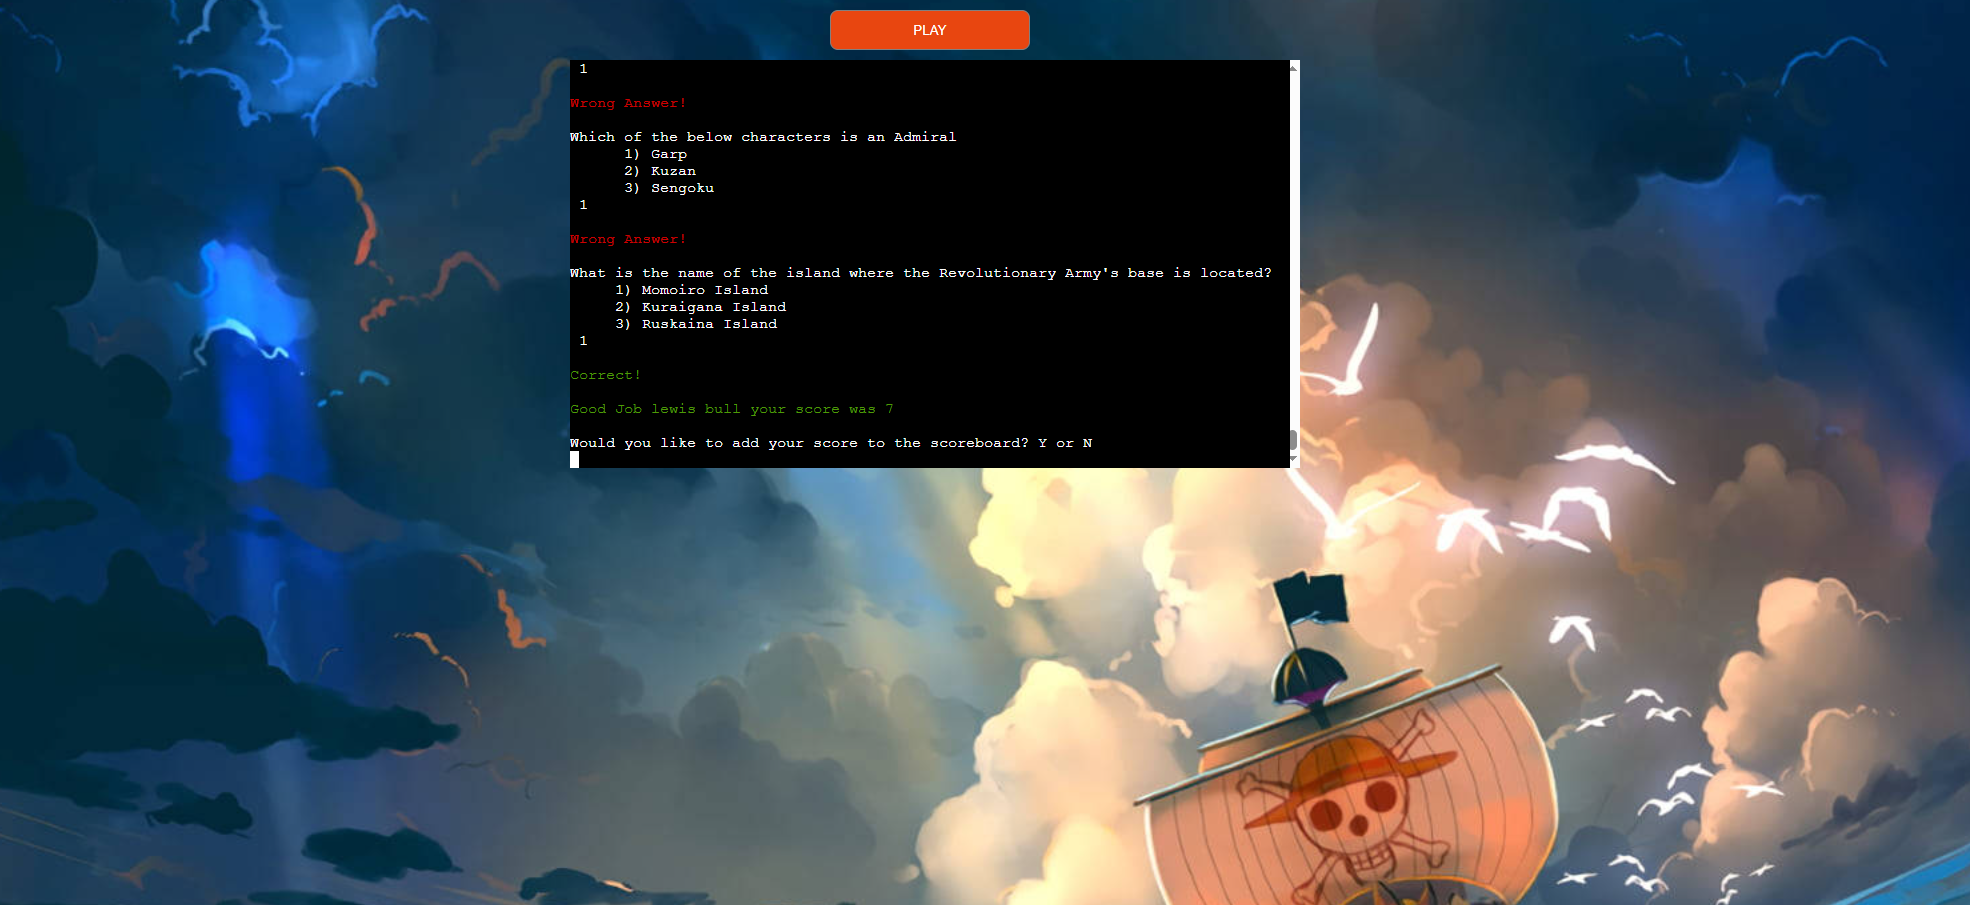 PLAY
1
Wrong Answer!
Which of the below characters is an Admiral
1) Garp
2) Kuzan
3) Sengoku
1
Wrong Answer!
What is the name of the island where the Revolutionary Army's base is located?
1) Momoiro Island
2) Kuraigana Island
3) Ruskaina Island
1
Correct!
Good Job lewis bull your score was 7
Would you like to add your score to the scoreboard? Y or N